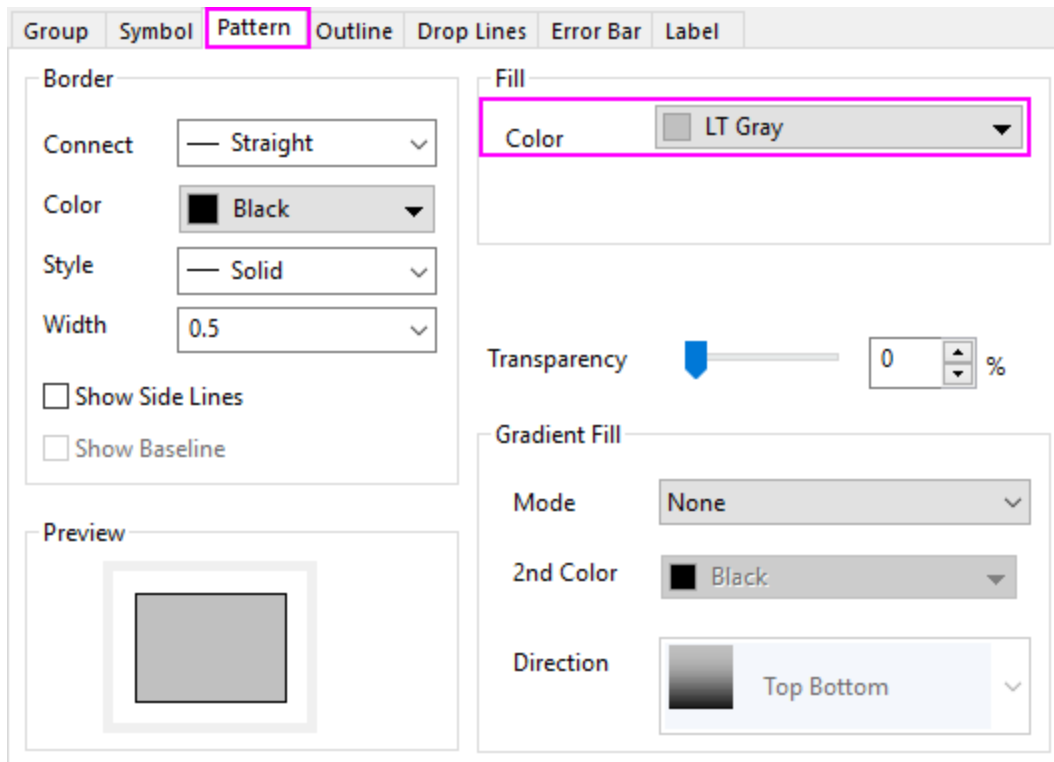 Group Symbol Pattern Outline Drop Lines Error Bar Label
Border
Connect Straight
Color Black
Style Solid
Width 0.5
Show Side Lines
Show Baseline
Preview
Fill
Color LT Gray
Transparency 0 %
Gradient Fill
Mode None
2nd Color Black
Direction Top Bottom